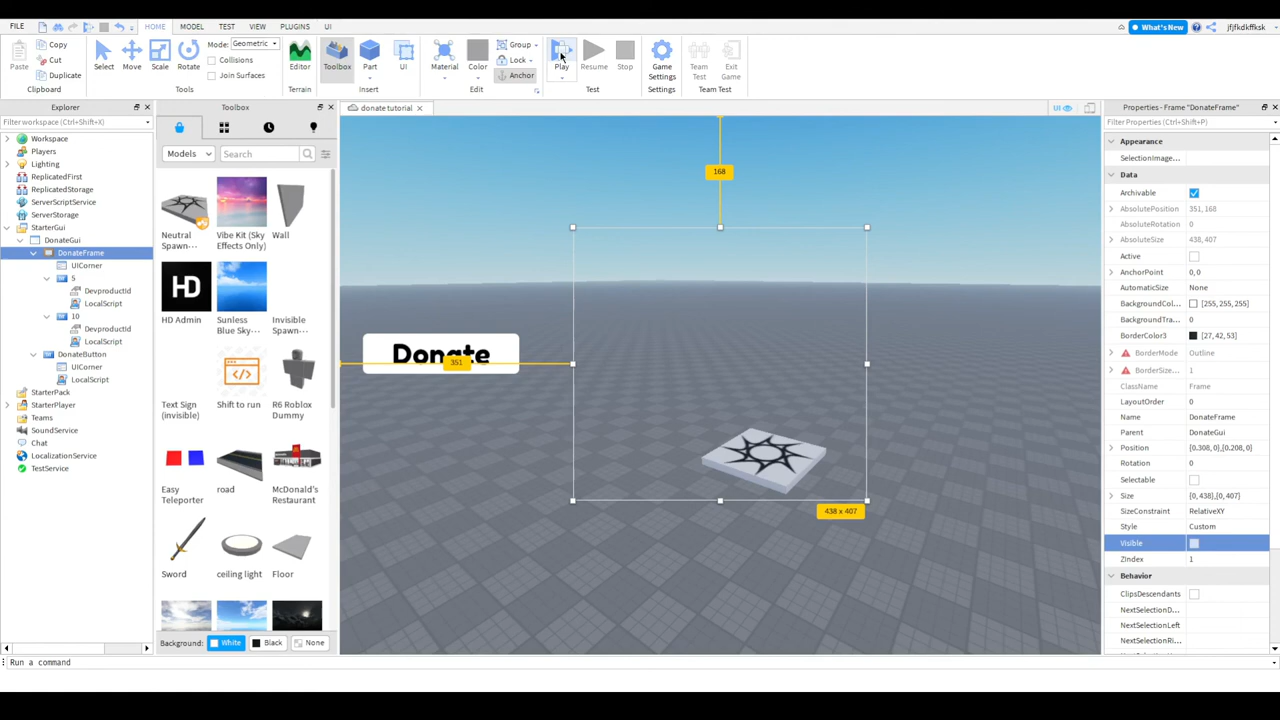 FILE HOME MODEL TEST VIEW PLUGINS UI What's New jfjfkdkffksk
Paste Copy Cut Duplicate Select Move Scale Rotate Mode: Geometric Collisions Join Surfaces Editor Toolbox Part UI Material Color Group Lock Anchor Play Resume Stop Game Settings Team Test Exit Game
Clipboard Tools Terrain Insert Edit Test Settings Team Test
Explorer
Filter workspace (Ctrl+Shift+X)
Workspace
Players
Lighting
ReplicatedFirst
ReplicatedStorage
ServerScriptService
ServerStorage
StarterGui
DonateGui
DonateFrame
UICorner
5
DevproductId
LocalScript
10
DevproductId
LocalScript
DonateButton
UICorner
LocalScript
StarterPack
StarterPlayer
Teams
SoundService
Chat
LocalizationService
TestService
Toolbox
Models Search
Neutral Spawn··· Vibe Kit (Sky Effects Only) Wall
HD
HD Admin Sunless Blue Sky··· Invisible Spawn···
Text Sign (invisible) Shift to run R6 Roblox Dummy
Easy Teleporter road McDonald's Restaurant
Sword ceiling light Floor
Background: White Black None
donate tutorial UI
168
Donate
351
438 x 407
Properties - Frame "DonateFrame"
Filter Properties (Ctrl+Shift+P)
Appearance
SelectionImage...
Data
Archivable
AbsolutePosition 351, 168
AbsoluteRotation 0
AbsoluteSize 438, 407
Active
AnchorPoint 0, 0
AutomaticSize None
BackgroundCol... [255, 255, 255]
BackgroundTra... 0
BorderColor3 [27, 42, 53]
BorderMode Outline
BorderSize... 1
ClassName Frame
LayoutOrder 0
Name DonateFrame
Parent DonateGui
Position {0.308, 0},{0.208, 0}
Rotation 0
Selectable
Size {0, 438},{0, 407}
SizeConstraint RelativeXY
Style Custom
Visible
ZIndex 1
Behavior
ClipsDescendants
NextSelectionD...
NextSelectionLeft
NextSelectionRi...
Run a command